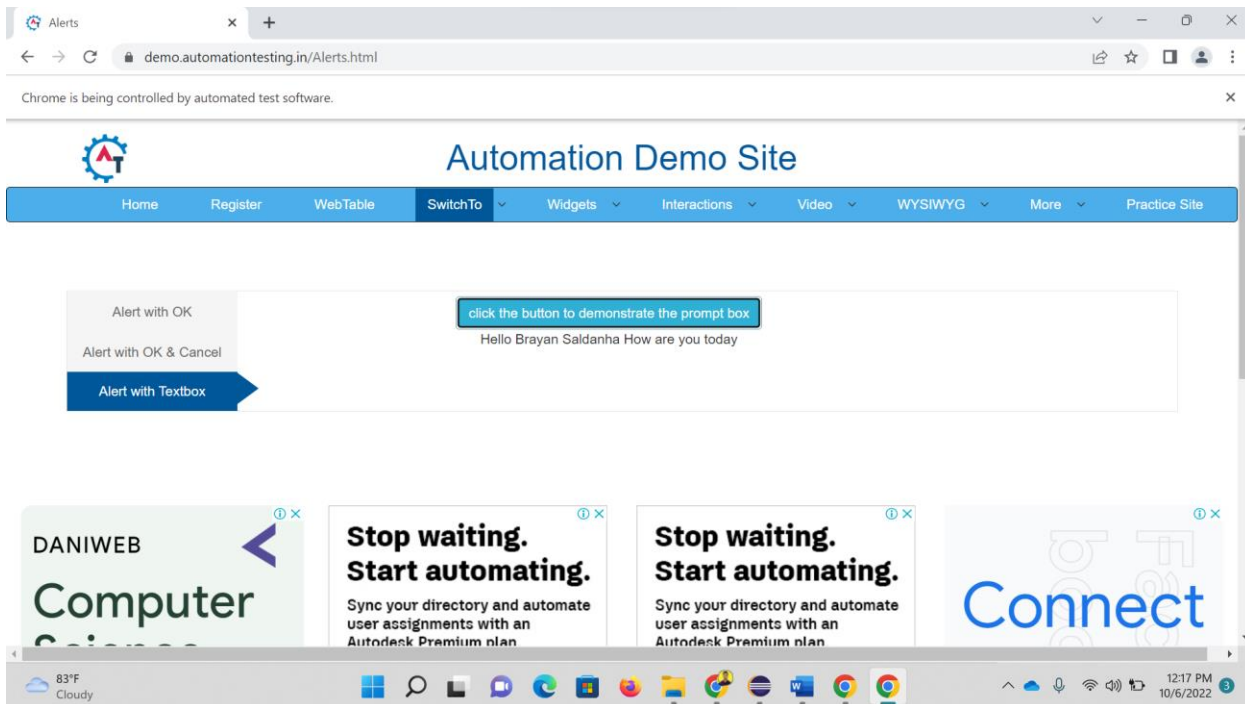 Alerts
demo.automationtesting.in/Alerts.html
Chrome is being controlled by automated test software.
AT
Automation Demo Site
Home Register WebTable SwitchTo Widgets Interactions Video WYSIWYG More Practice Site
Alert with OK
Alert with OK & Cancel
Alert with Textbox
click the button to demonstrate the prompt box
Hello Brayan Saldanha How are you today
DANIWEB
Computer
Science
Stop waiting.
Start automating.
Sync your directory and automate
user assignments with an
Autodesk Premium plan
Stop waiting.
Start automating.
Sync your directory and automate
user assignments with an
Autodesk Premium plan
Connect
83°F
Cloudy
12:17 PM
10/6/2022
3